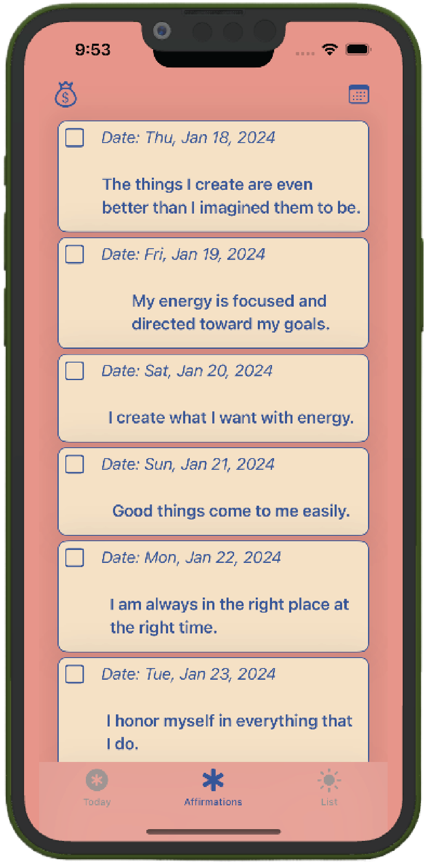 9:53
$
Date: Thu, Jan 18, 2024
The things I create are even
better than I imagined them to be.
Date: Fri, Jan 19, 2024
My energy is focused and
directed toward my goals.
Date: Sat, Jan 20, 2024
I create what I want with energy.
Date: Sun, Jan 21, 2024
Good things come to me easily.
Date: Mon, Jan 22, 2024
I am always in the right place at
the right time.
Date: Tue, Jan 23, 2024
I honor myself in everything that
I do.
Today Affirmations List